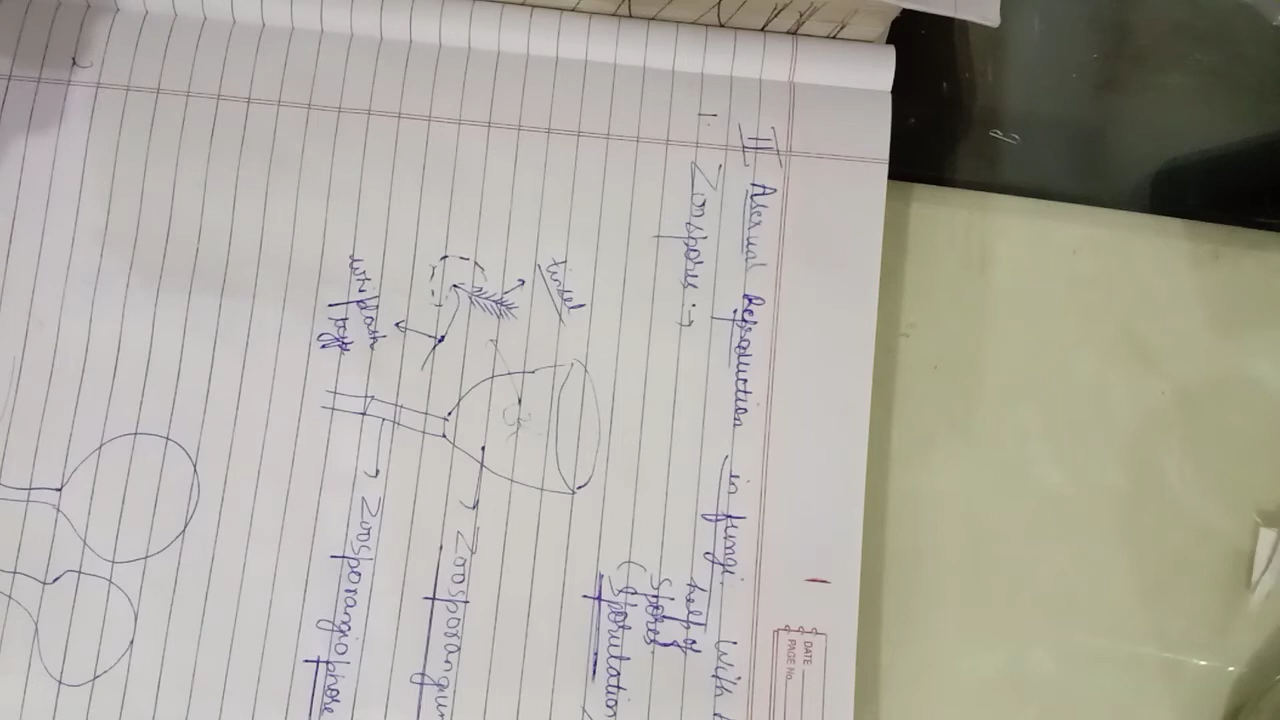 DATE
PAGE No.
II Asexual Reproduction in fungi. With
help of
spores
(Sporulation
1. Zoospores :→
tinsel
whiplash
type
→ Zoosporangium
→ Zoosporangiophore